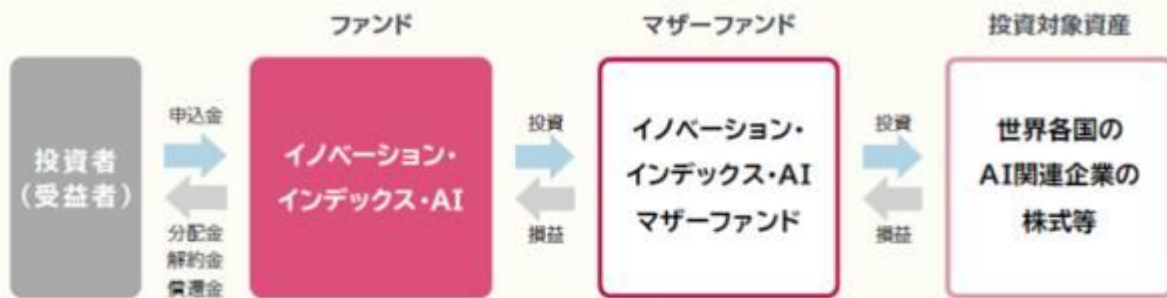 ファンド
マザーファンド
投資対象資産
投資者
（受益者）
申込金
分配金
解約金
償還金
イノベーション・
インデックス・AI
投資
損益
イノベーション・
インデックス・AI
マザーファンド
投資
損益
世界各国の
AI関連企業の
株式等